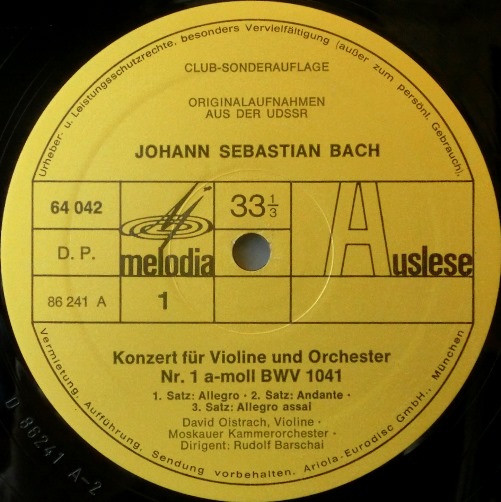 Urheber- u. Leistungsschutzrechte, besonders Vervielfältigung (außer zum persönl. Gebrauch),
CLUB-SONDERAUFLAGE
ORIGINALAUFNAHMEN
AUS DER UDSSR
JOHANN SEBASTIAN BACH
64 042
33 1/3
D. P.
melodia
Auslese
86 241 A
1
Konzert für Violine und Orchester
Nr. 1 a-moll BWV 1041
1. Satz: Allegro · 2. Satz: Andante ·
3. Satz: Allegro assai
David Oistrach, Violine ·
Moskauer Kammerorchester ·
Dirigent: Rudolf Barschai
Vermietung, Aufführung, Sendung vorbehalten. Ariola-Eurodisc GmbH., München
D 86241 A-2